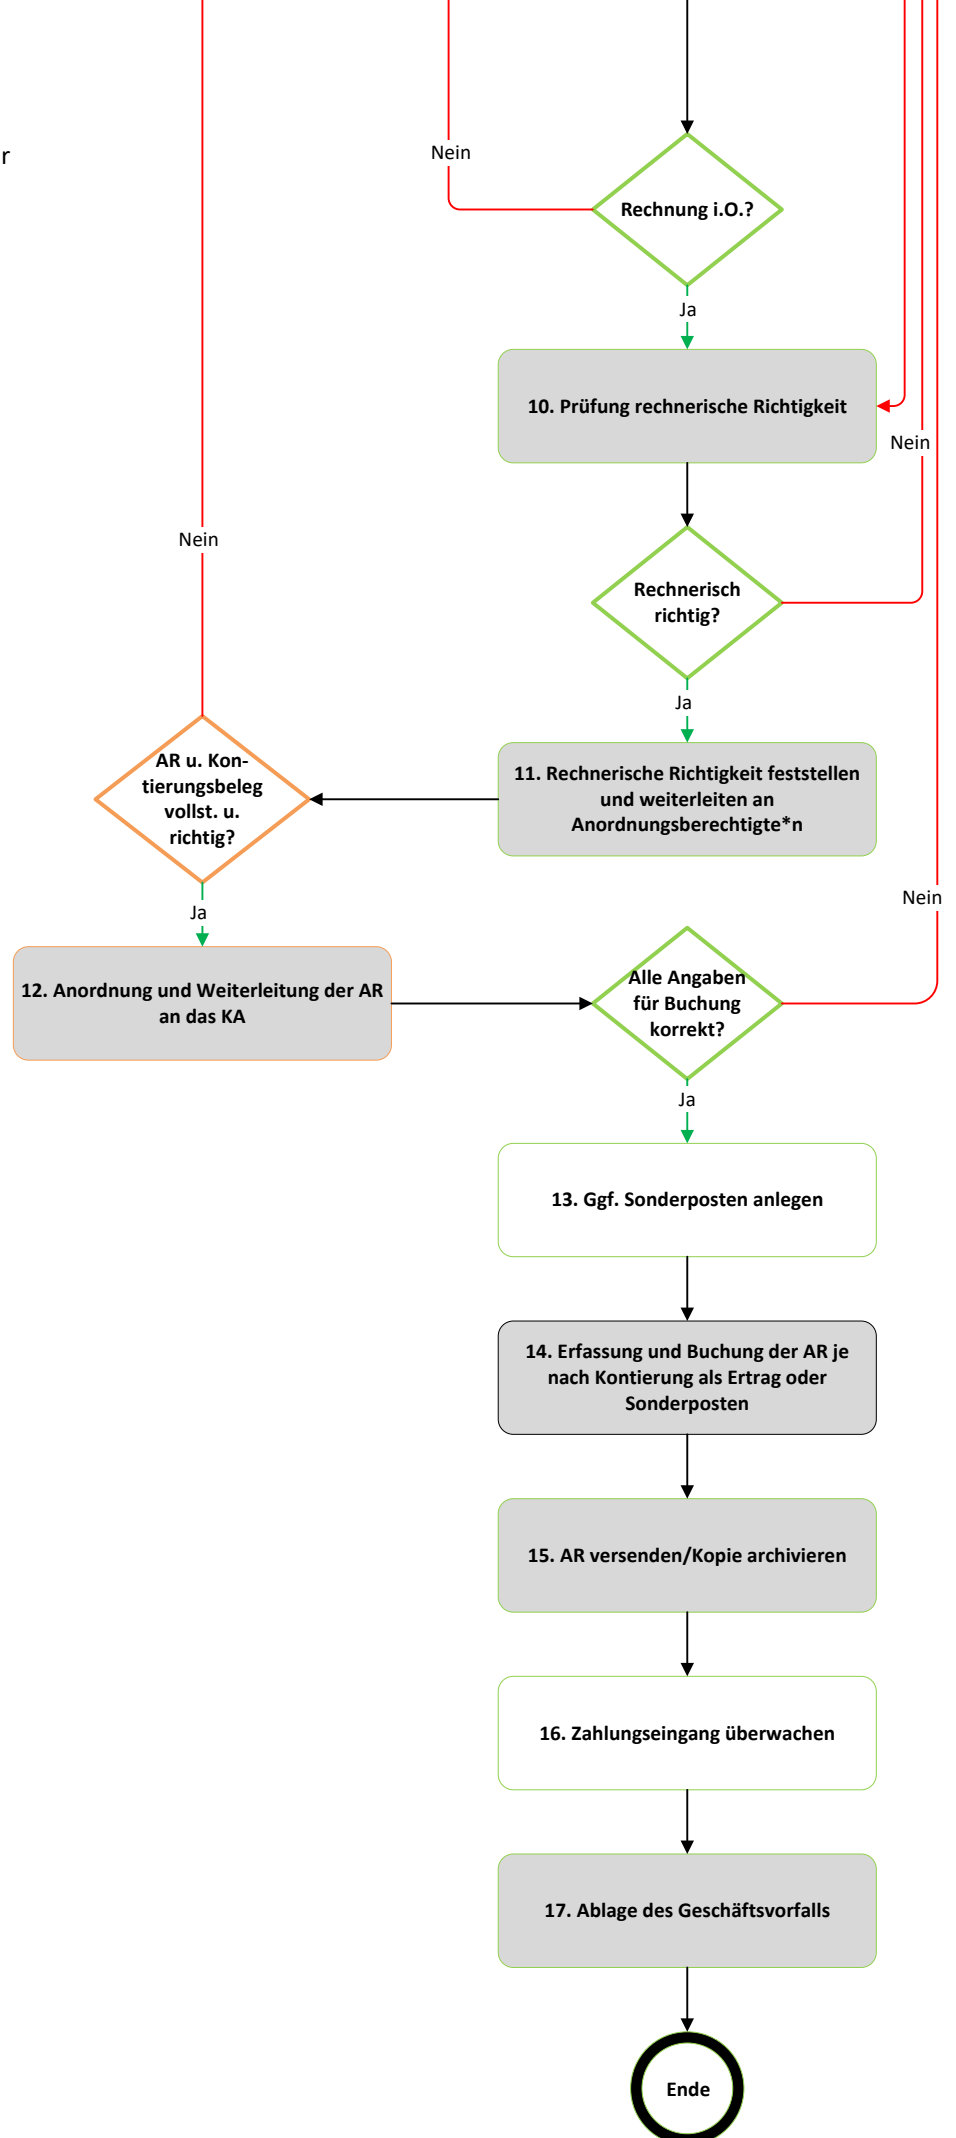 r
Nein
Rechnung i.O.?
Ja
10. Prüfung rechnerische Richtigkeit
Nein
Nein
Rechnerisch
richtig?
Ja
AR u. Kon-
tierungsbeleg
vollst. u.
richtig?
11. Rechnerische Richtigkeit feststellen
und weiterleiten an
Anordnungsberechtigte*n
Nein
Ja
12. Anordnung und Weiterleitung der AR
an das KA
Alle Angaben
für Buchung
korrekt?
Ja
13. Ggf. Sonderposten anlegen
14. Erfassung und Buchung der AR je
nach Kontierung als Ertrag oder
Sonderposten
15. AR versenden/Kopie archivieren
16. Zahlungseingang überwachen
17. Ablage des Geschäftsvorfalls
Ende